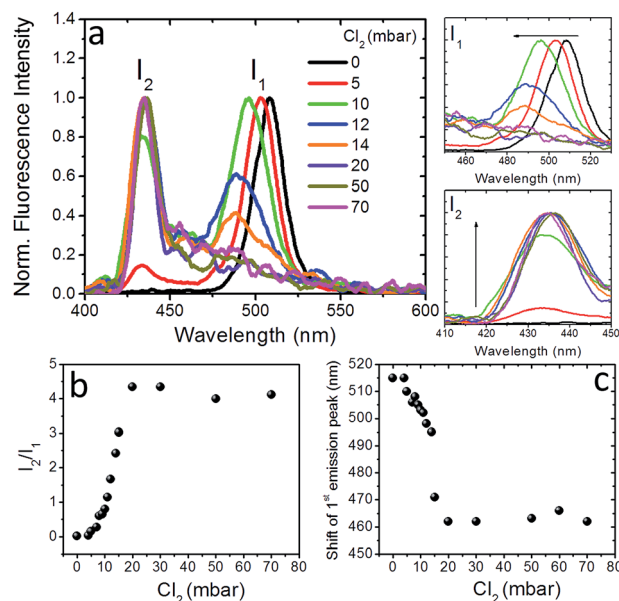 a
I2
I1
Cl2 (mbar)
0
5
10
12
14
20
50
70
Norm. Fluorescence Intensity
1.4
1.2
1.0
0.8
0.6
0.4
0.2
0.0
400 450 500 550 600
Wavelength (nm)
I1
500
Wavelength (nm)
I2
410 420 430 440 450
Wavelength (nm)
b
I2/I1
5
4
3
2
1
0
0 10 20 30 40 50 60 70 80
Cl2 (mbar)
c
Shift of 1st emission peak (nm)
520
510
500
490
480
470
460
450
0 10 20 30 40 50 60 70 80
Cl2 (mbar)